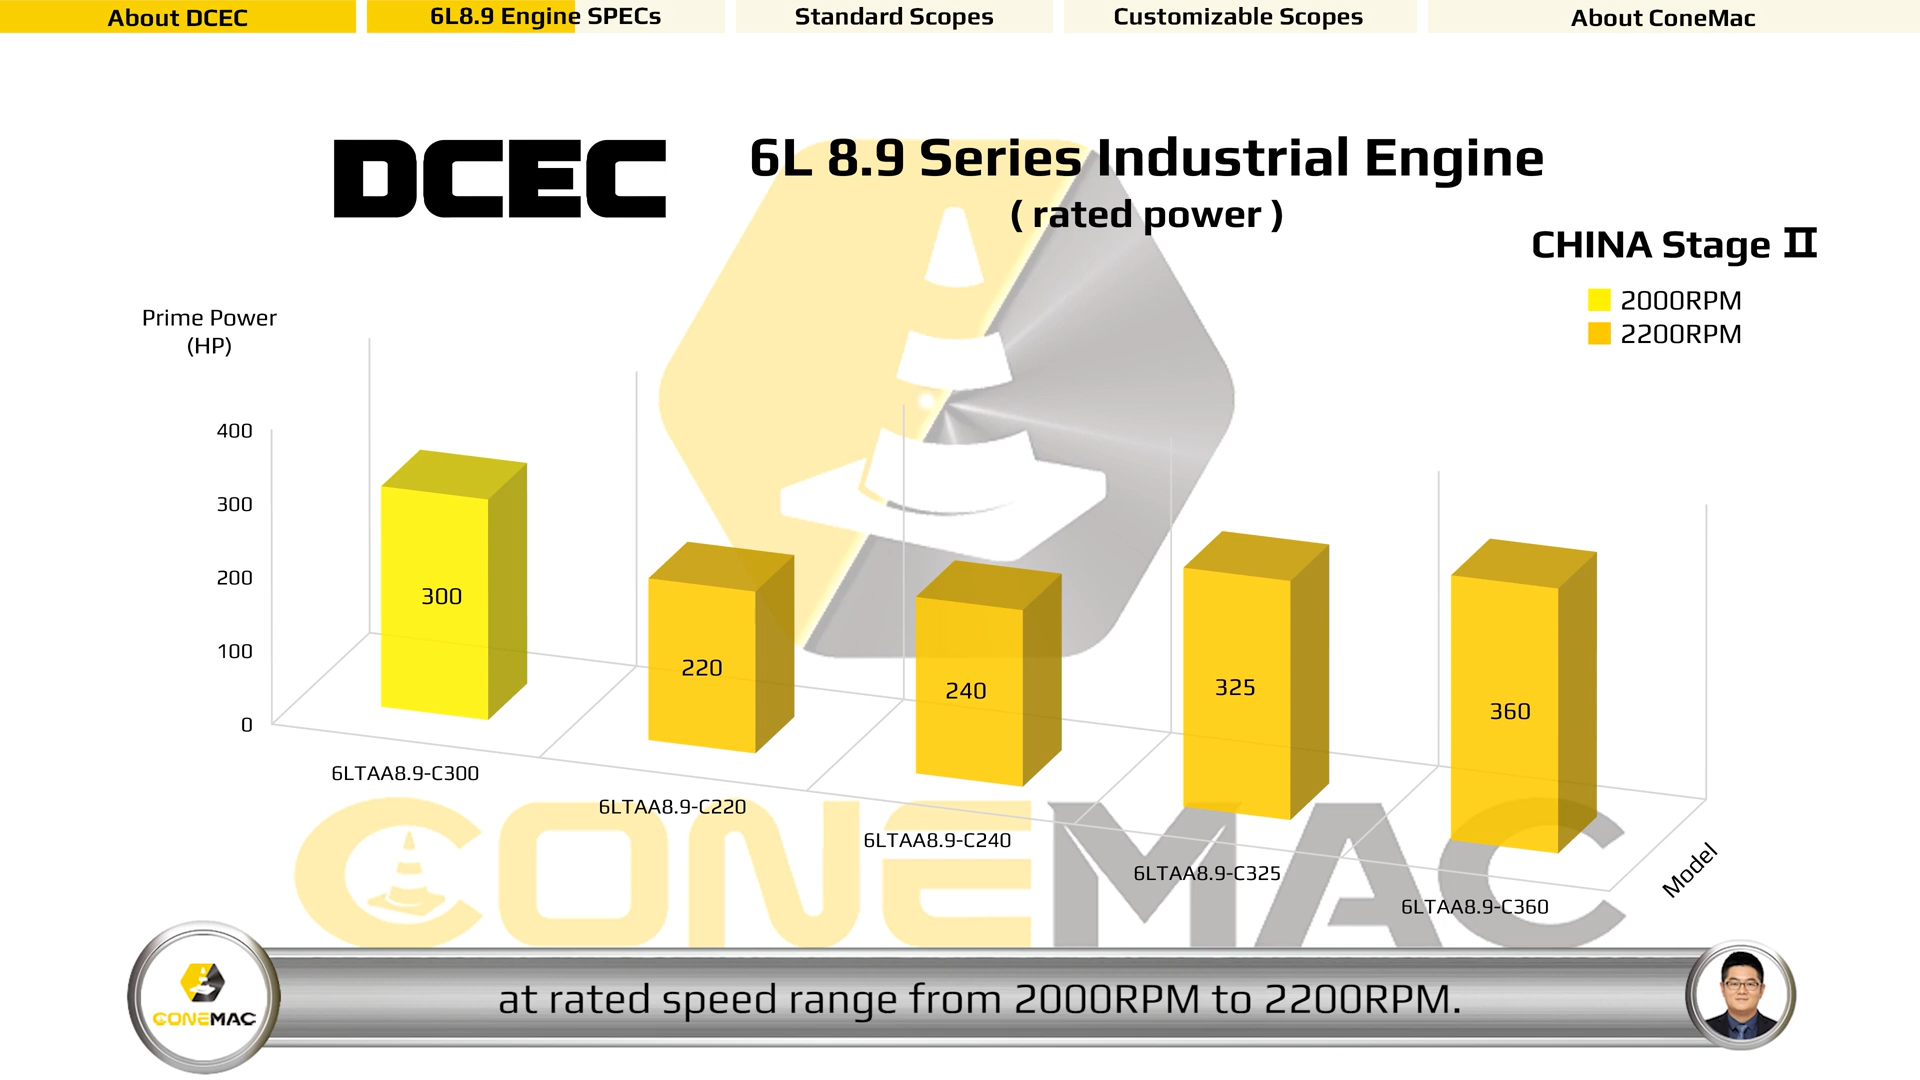 About DCEC
6L8.9 Engine SPECs
Standard Scopes
Customizable Scopes
About ConeMac
DCEC
6L 8.9 Series Industrial Engine
( rated power )
CHINA Stage Ⅱ
2000RPM
2200RPM
Prime Power
(HP)
400
300
200
100
0
300
220
240
325
360
6LTAA8.9-C300
6LTAA8.9-C220
6LTAA8.9-C240
6LTAA8.9-C325
6LTAA8.9-C360
Model
CONEMAC
CONEMAC
at rated speed range from 2000RPM to 2200RPM.